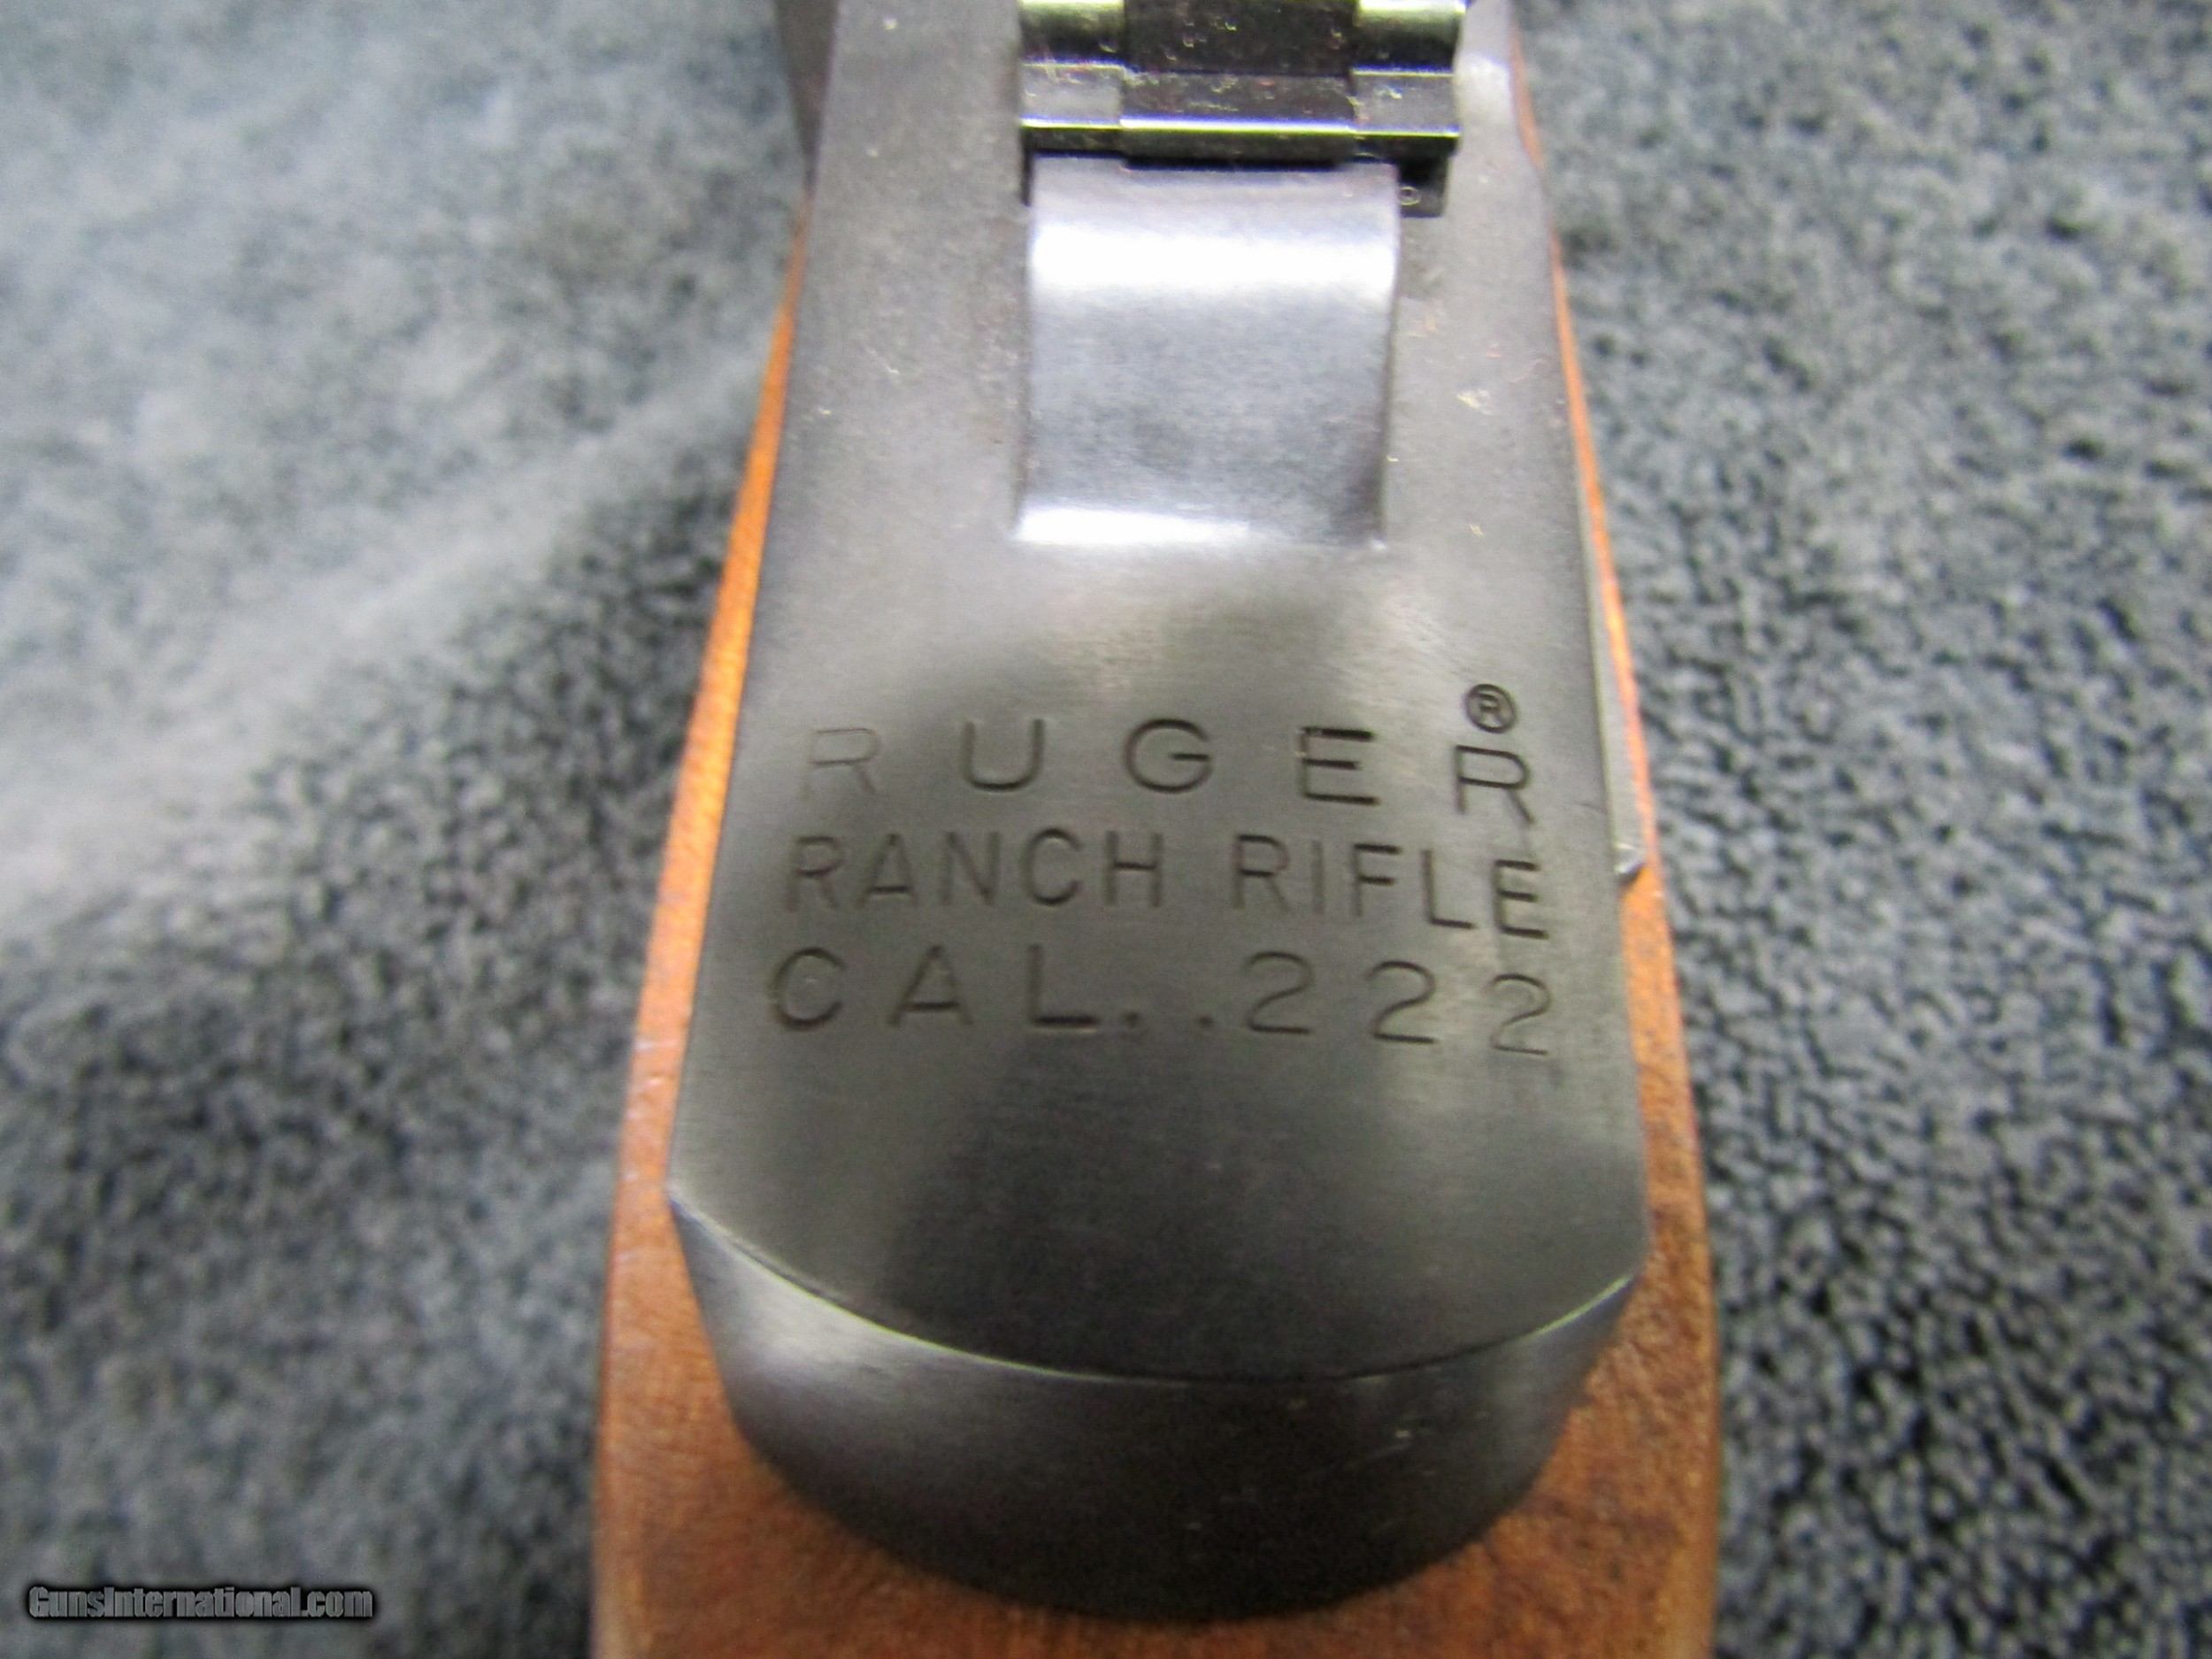 RUGER®
RANCH RIFLE
CAL. .222
GunsInternational.com